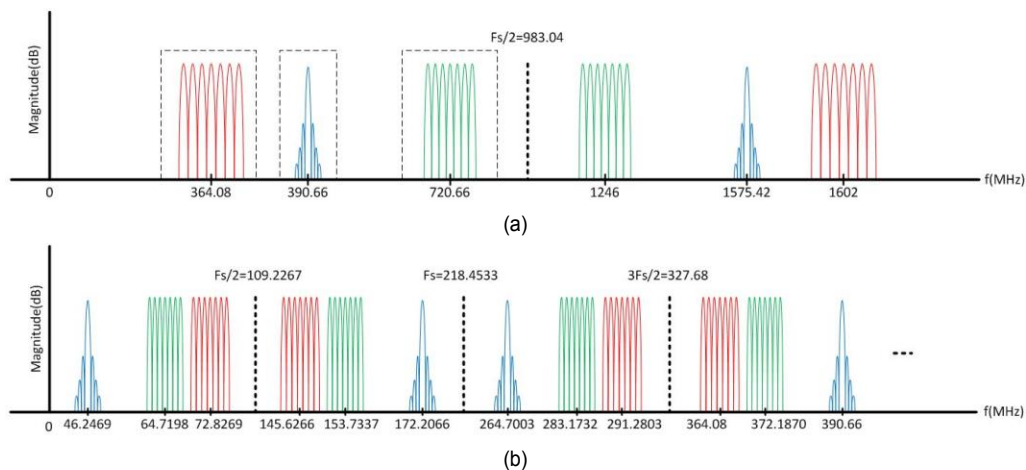 Magnitude(dB)
Fs/2=983.04
0
364.08
390.66
720.66
1246
1575.42
1602
f(MHz)
(a)
Magnitude(dB)
Fs/2=109.2267
Fs=218.4533
3Fs/2=327.68
0
46.2469
64.7198
72.8269
145.6266
153.7337
172.2066
264.7003
283.1732
291.2803
364.08
372.1870
390.66
f(MHz)
(b)